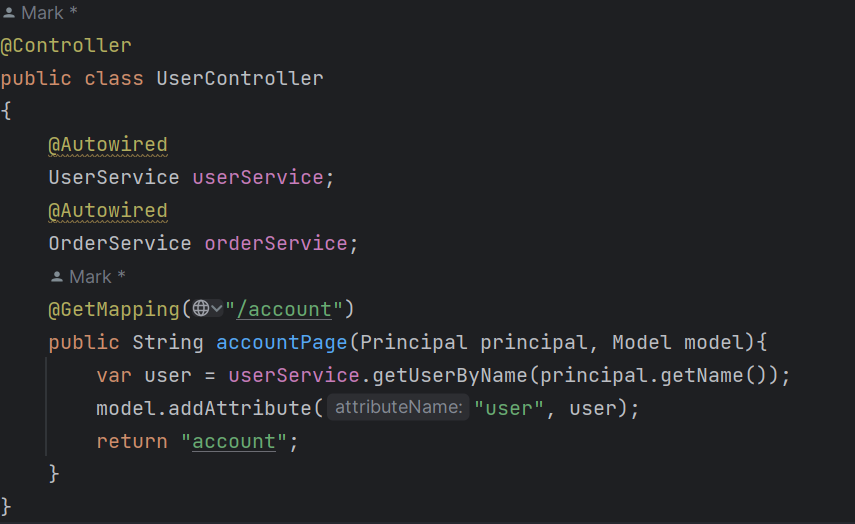 Mark *
@Controller
public class UserController
{
@Autowired
UserService userService;
@Autowired
OrderService orderService;
Mark *
@GetMapping("/account")
public String accountPage(Principal principal, Model model){
var user = userService.getUserByName(principal.getName());
model.addAttribute( attributeName: "user", user);
return "account";
}
}